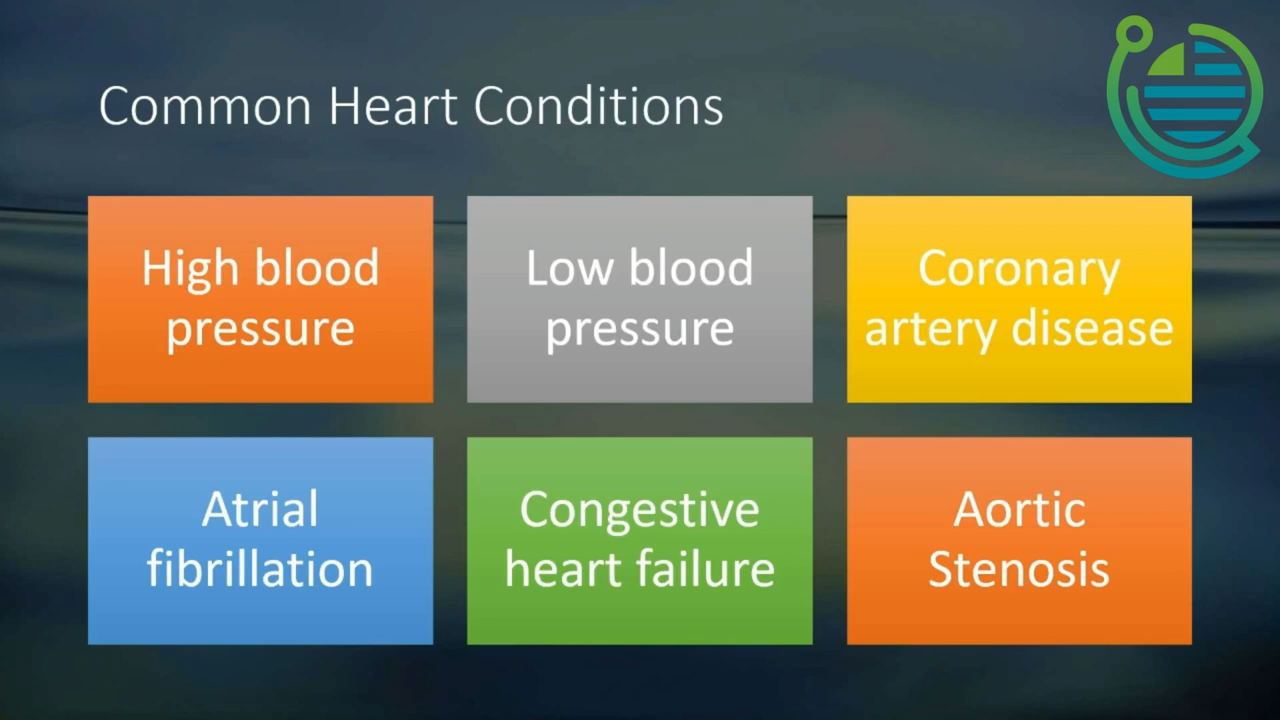 Common Heart Conditions
High blood
pressure
Low blood
pressure
Coronary
artery disease
Atrial
fibrillation
Congestive
heart failure
Aortic
Stenosis